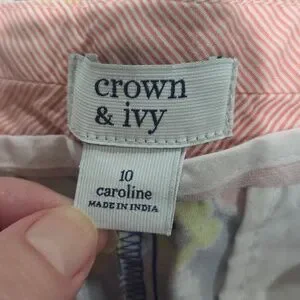 crown
& ivy
10
caroline
MADE IN INDIA